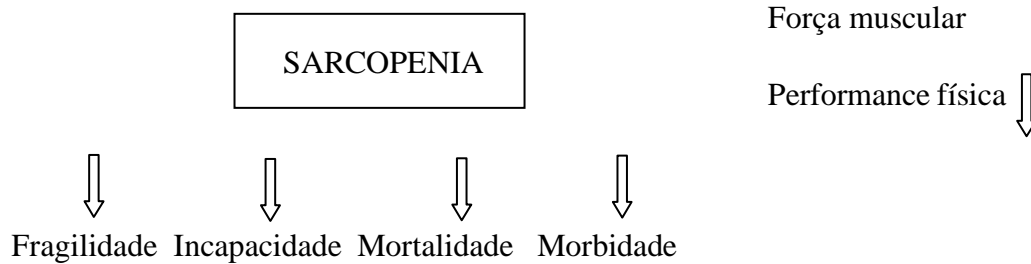 Força muscular
SARCOPENIA
Performance física
Fragilidade Incapacidade Mortalidade Morbidade